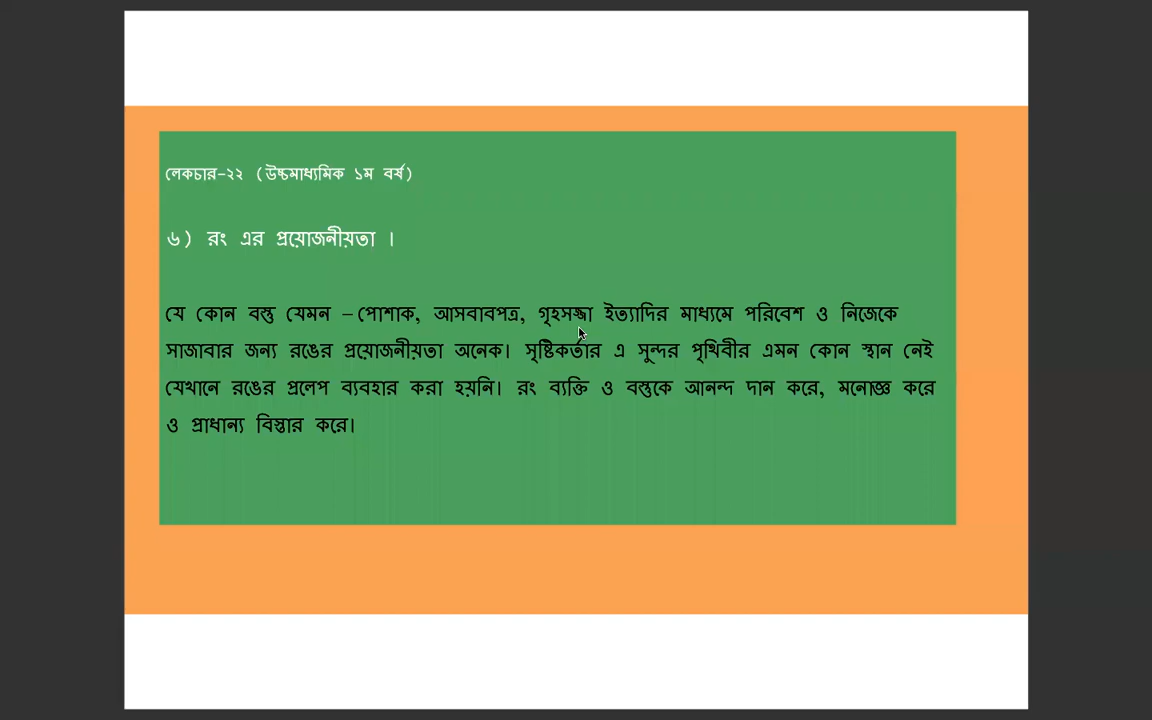 লেকচার-২২ (উচ্চমাধ্যমিক ১ম বর্ষ)
৬) রং এর প্রয়োজনীয়তা ।
যে কোন বস্তু যেমন –পোশাক, আসবাবপত্র, গৃহসজ্জা ইত্যাদির মাধ্যমে পরিবেশ ও নিজেকে
সাজাবার জন্য রঙের প্রয়োজনীয়তা অনেক। সৃষ্টিকর্তার এ সুন্দর পৃথিবীর এমন কোন স্থান নেই
যেখানে রঙের প্রলেপ ব্যবহার করা হয়নি। রং ব্যক্তি ও বস্তুকে আনন্দ দান করে, মনোজ্ঞ করে
ও প্রাধান্য বিস্তার করে।